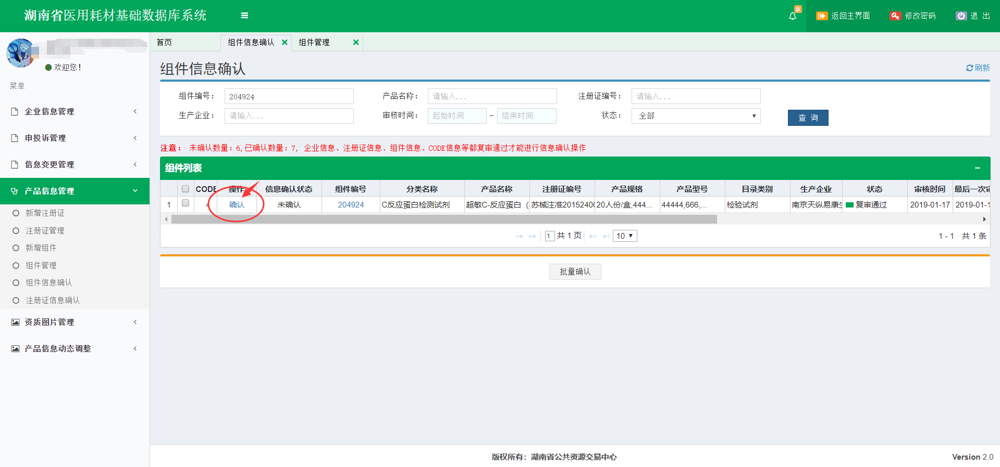 湖南省医用耗材基础数据库系统
0
返回主界面
修改密码
退 出
欢迎您！
菜单
企业信息管理
申投诉管理
信息变更管理
产品信息管理
新增注册证
注册证管理
新增组件
组件管理
组件信息确认
注册证信息确认
资质图片管理
产品信息动态调整
首页
组件信息确认
组件管理
组件信息确认
刷新
组件编号：
204924
产品名称：
请输入...
注册证编号：
请输入...
生产企业：
请输入...
审核时间：
起始时间
-
结束时间
状态：
全部
查 询
注意： 未确认数量：6,已确认数量：7, 企业信息、注册证信息、组件信息、CODE信息等都复审通过才能进行信息确认操作
组件列表
CODE 操作 信息确认状态 组件编号 分类名称 产品名称 注册证编号 产品规格 产品型号 目录类别 生产企业 状态 审核时间 最后一次审
1 + 确认 未确认 204924 C反应蛋白检测试剂 超敏C-反应蛋白（ 苏械注准20152400 20人份/盒,444... 44444,666,... 检验试剂 南京天纵易康生 复审通过 2019-01-17 2019-01-1
1 共 1 页
10
1 - 1 共 1 条
批量确认
版权所有：湖南省公共资源交易中心
Version 2.0